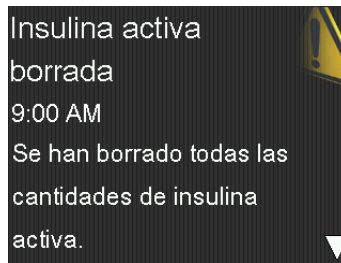 Insulina activa
borrada
9:00 AM
Se han borrado todas las
cantidades de insulina
activa.